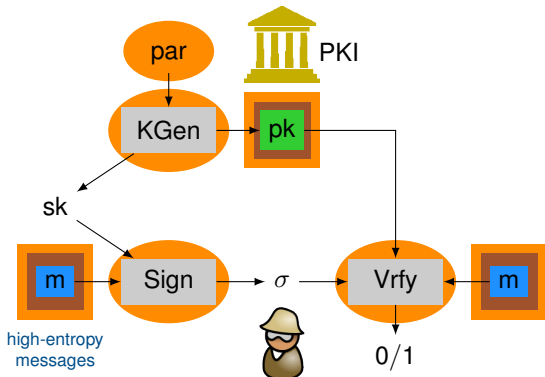 par
PKI
KGen
pk
sk
m
Sign
σ
Vrfy
m
high-entropy
messages
0/1